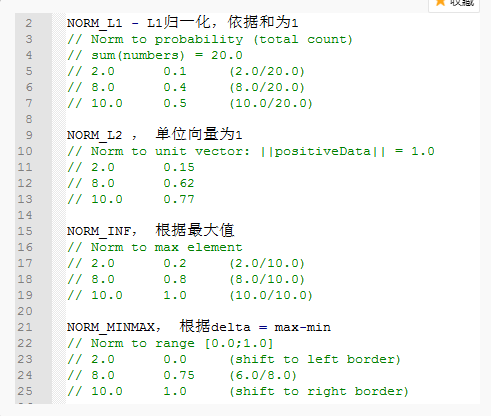 收藏
2 NORM_L1 - L1归一化，依据和为1
3 // Norm to probability (total count)
4 // sum(numbers) = 20.0
5 // 2.0 0.1 (2.0/20.0)
6 // 8.0 0.4 (8.0/20.0)
7 // 10.0 0.5 (10.0/20.0)
8
9 NORM_L2 ， 单位向量为1
10 // Norm to unit vector: ||positiveData|| = 1.0
11 // 2.0 0.15
12 // 8.0 0.62
13 // 10.0 0.77
14
15 NORM_INF， 根据最大值
16 // Norm to max element
17 // 2.0 0.2 (2.0/10.0)
18 // 8.0 0.8 (8.0/10.0)
19 // 10.0 1.0 (10.0/10.0)
20
21 NORM_MINMAX， 根据delta = max-min
22 // Norm to range [0.0;1.0]
23 // 2.0 0.0 (shift to left border)
24 // 8.0 0.75 (6.0/8.0)
25 // 10.0 1.0 (shift to right border)